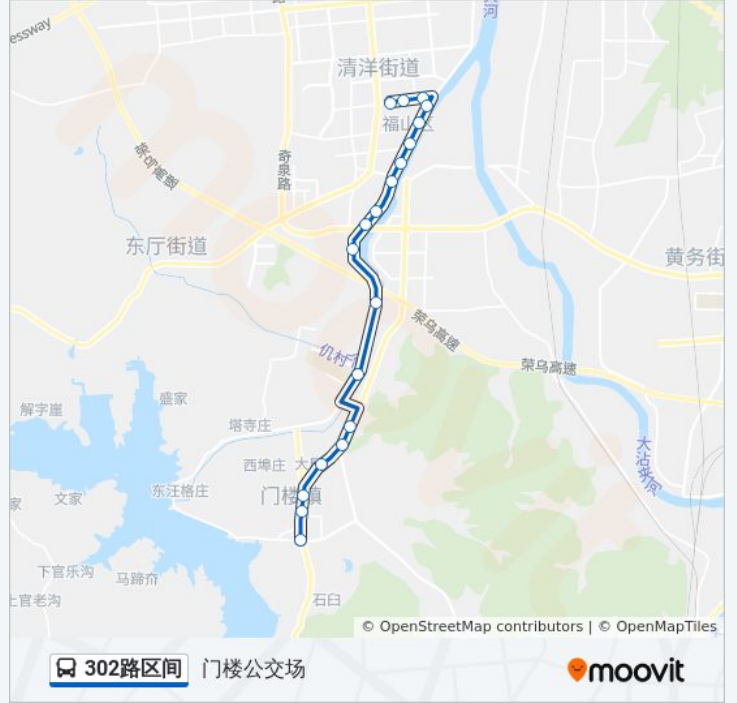 essway
大
河
清洋街道
福山区
荣乌高速
奇
泉
路
东厅街道
黄务街
荣乌高速
仉村
荣乌高速
解字崖
盛家
塔寺庄
大沽夹河
西埠庄
家
文家
东汪格庄
门楼镇
下官乐沟
马蹄夼
上官老沟
石臼
© OpenStreetMap contributors | © OpenMapTiles
302路区间
门楼公交场
moovit